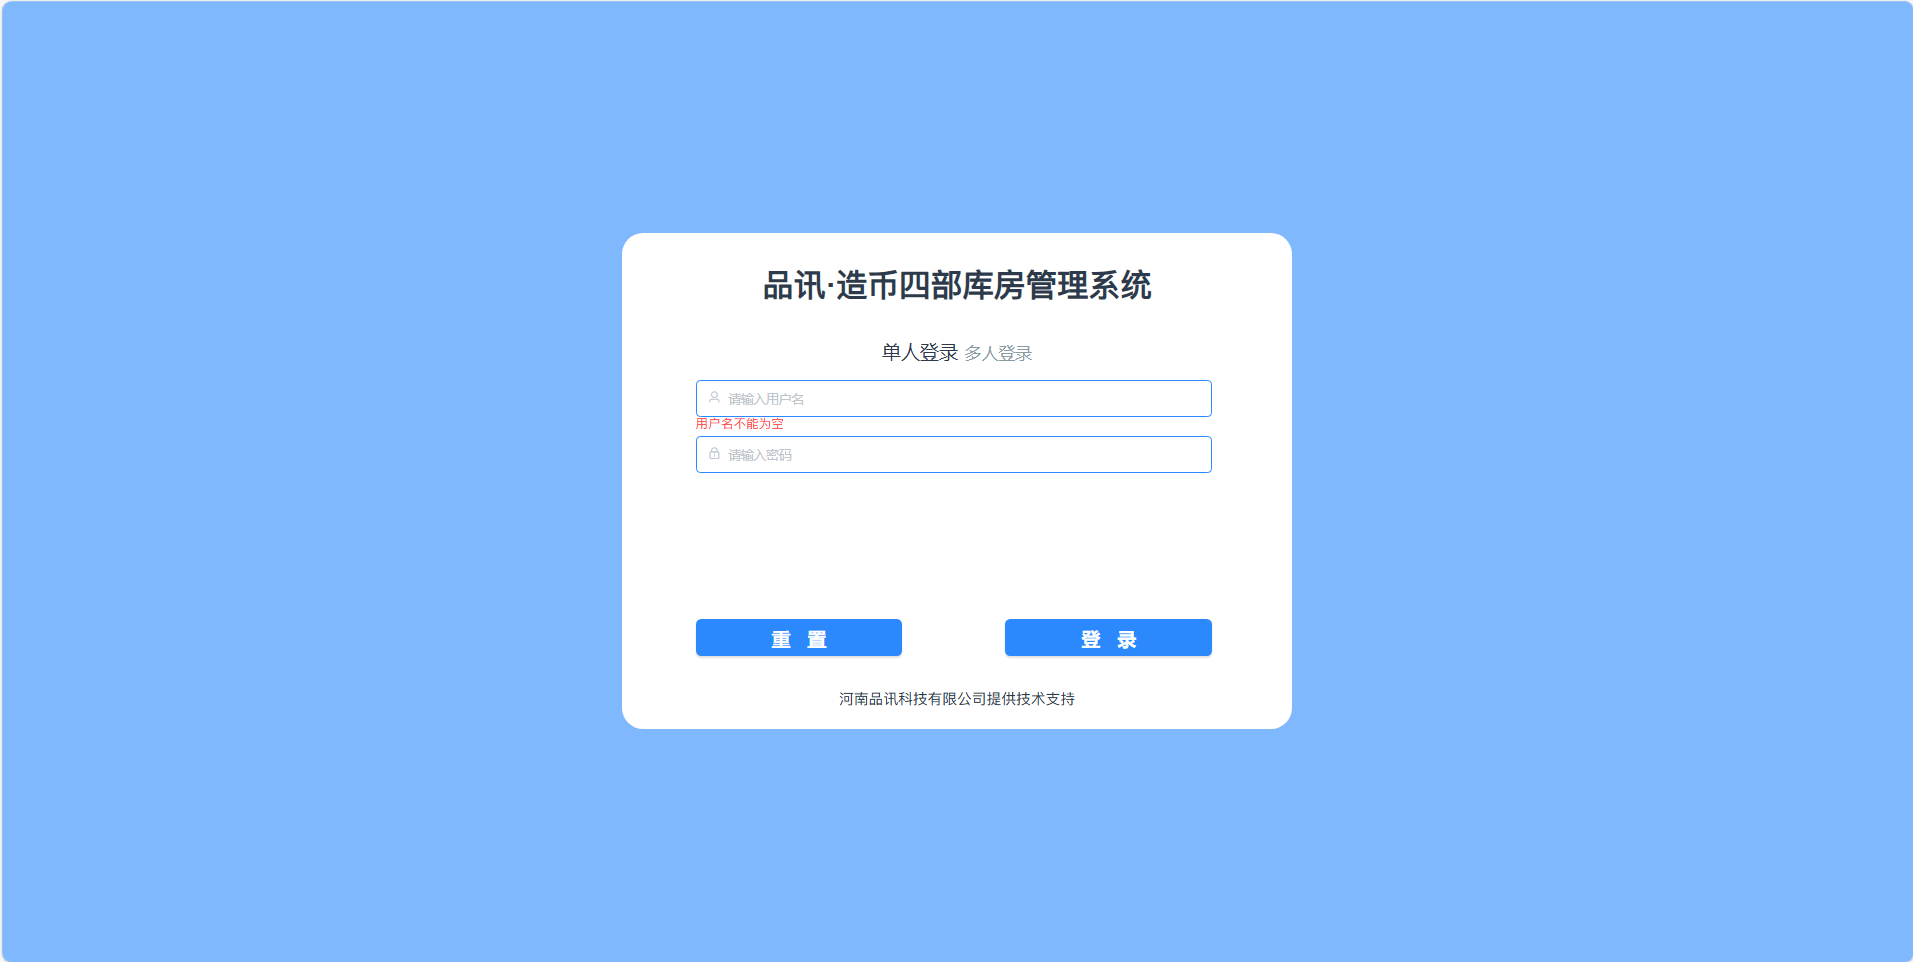 品讯·造币四部库房管理系统
单人登录 多人登录
请输入用户名
用户名不能为空
请输入密码
重 置 登 录
河南品讯科技有限公司提供技术支持